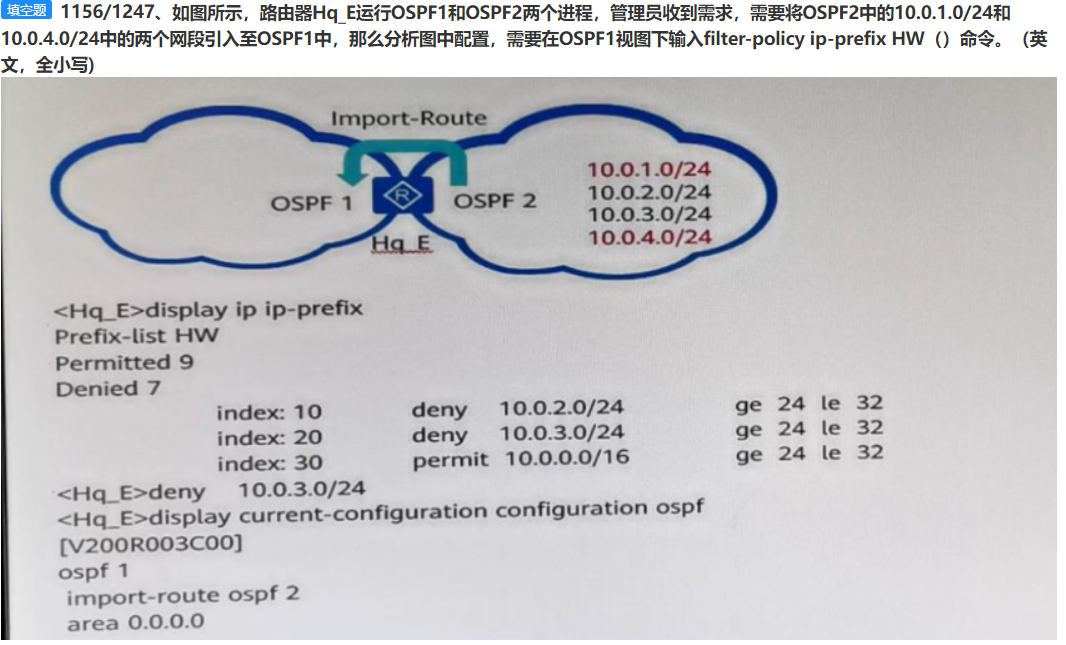 填空题 1156/1247、如图所示，路由器Hq_E运行OSPF1和OSPF2两个进程，管理员收到需求，需要将OSPF2中的10.0.1.0/24和
10.0.4.0/24中的两个网段引入至OSPF1中，那么分析图中配置，需要在OSPF1视图下输入filter-policy ip-prefix HW（）命令。（英
文，全小写）
Import-Route
10.0.1.0/24
OSPF 1 R OSPF 2 10.0.2.0/24
10.0.3.0/24
Hq_E 10.0.4.0/24
<Hq_E>display ip ip-prefix
Prefix-list HW
Permitted 9
Denied 7
index: 10 deny 10.0.2.0/24 ge 24 le 32
index: 20 deny 10.0.3.0/24 ge 24 le 32
index: 30 permit 10.0.0.0/16 ge 24 le 32
<Hq_E>deny 10.0.3.0/24
<Hq_E>display current-configuration configuration ospf
[V200R003C00]
ospf 1
import-route ospf 2
area 0.0.0.0